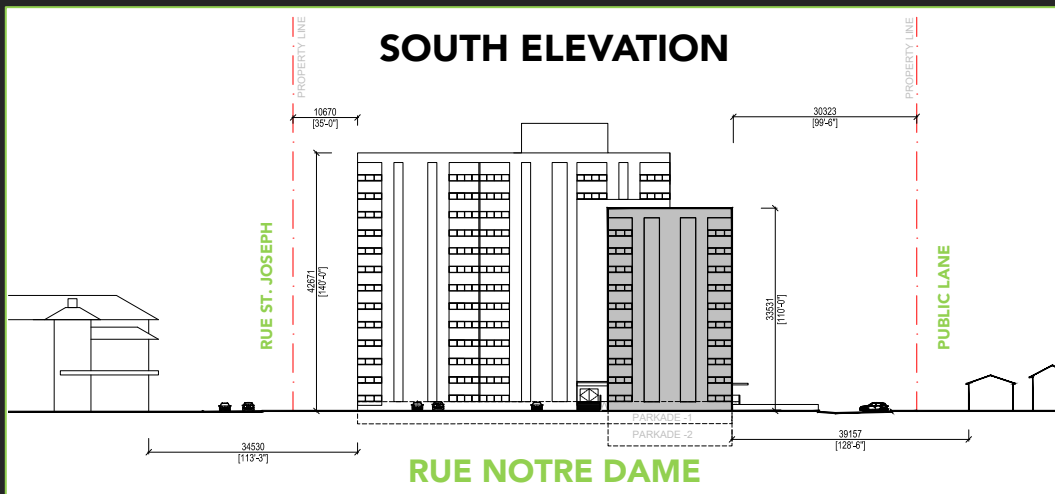 SOUTH ELEVATION
PROPERTY LINE
PROPERTY LINE
10670
[35'-0"]
30323
[99'-6"]
42671
[140'-0"]
33531
[110'-0"]
RUE ST. JOSEPH
PUBLIC LANE
PARKADE -1
PARKADE -2
34530
[113'-3"]
39157
[128'-6"]
RUE NOTRE DAME